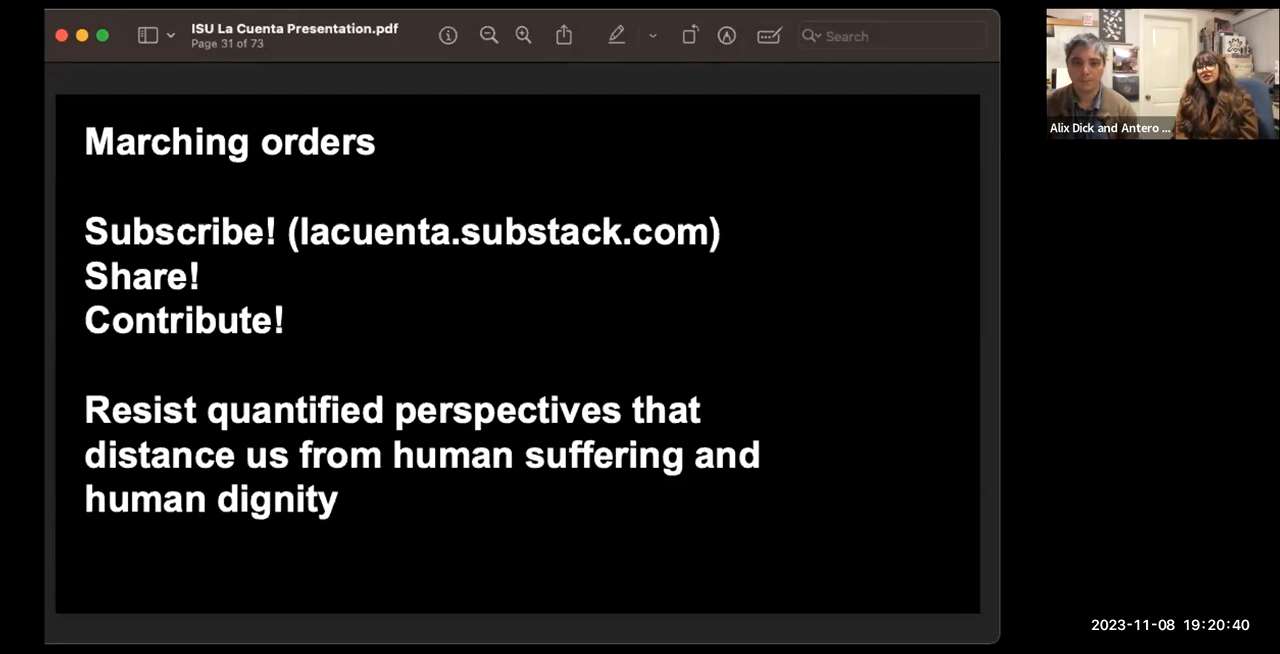 ISU La Cuenta Presentation.pdf
Page 31 of 73
Search
Marching orders
Subscribe! (lacuenta.substack.com)
Share!
Contribute!
Resist quantified perspectives that
distance us from human suffering and
human dignity
Alix Dick and Antero ...
2023-11-08 19:20:40